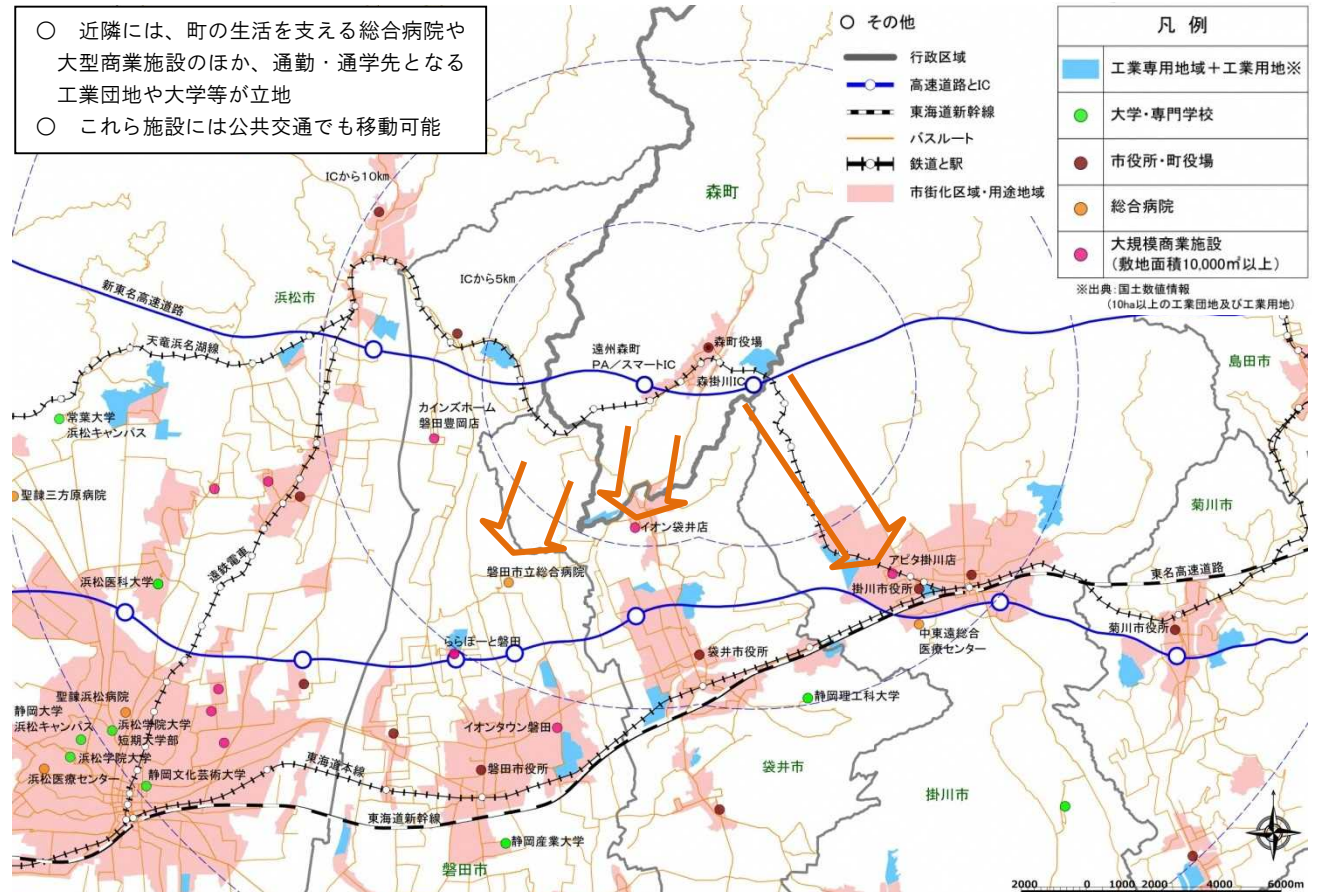 ○　近隣には、町の生活を支える総合病院や
大型商業施設のほか、通勤・通学先となる
工業団地や大学等が立地
○　これら施設には公共交通でも移動可能
○ その他
行政区域
高速道路とIC
東海道新幹線
バスルート
鉄道と駅
市街化区域・用途地域
凡 例
工業専用地域＋工業用地※
大学・専門学校
市役所・町役場
総合病院
大規模商業施設
(敷地面積10,000㎡以上)
※出典:国土数値情報
(10ha以上の工業団地及び工業用地)
ICから10km
森町
ICから5km
浜松市
新東名高速道路
天竜浜名湖線
遠州森町
PA／スマートIC
森町役場
森掛川IC
島田市
カインズホーム
磐田豊岡店
常葉大学
浜松キャンパス
聖隷三方原病院
イオン袋井店
菊川市
浜松医科大学
遠鉄電車
磐田市立総合病院
アピタ掛川店
掛川市役所
東名高速道路
中東遠総合
医療センター
菊川市役所
ららぽーと磐田
袋井市役所
静岡理工科大学
聖隷浜松病院
静岡大学
浜松キャンパス
浜松学院大学
短期大学部
浜松学院大学
浜松医療センター
静岡文化芸術大学
イオンタウン磐田
東海道本線
磐田市役所
袋井市
掛川市
東海道新幹線
静岡産業大学
磐田市
2000 0 1000 2000 4000 6000m